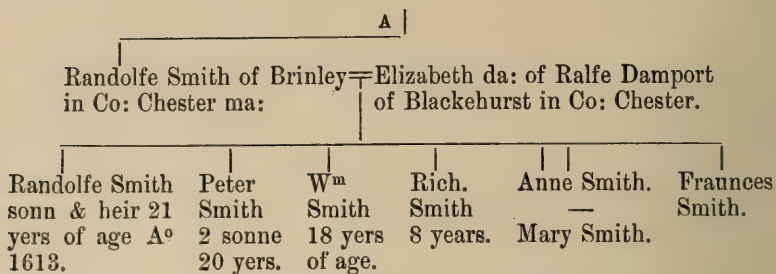 A
Randolfe Smith of Brinley=Elizabeth da: of Ralfe Damport
in Co: Chester ma: of Blackehurst in Co: Chester.
Randolfe Smith
sonn & heir 21
yers of age Aº
1613.
Peter
Smith
2 sonne
20 yers.
Wᵐ
Smith
18 yers
of age.
Rich.
Smith
8 years.
Anne Smith.
—
Mary Smith.
Fraunces
Smith.